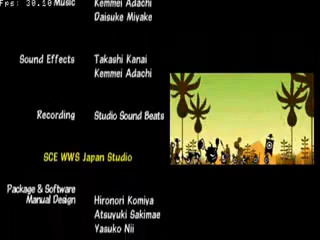 Fps: 30.10
Music Kemmei Adachi
Daisuke Miyake
Sound Effects Takashi Kanai
Kemmei Adachi
Recording Studio Sound Beats
SCE WWS Japan Studio
Package & Software
Manual Design Hironori Komiya
Atsuyuki Sakimae
Yasuko Nii